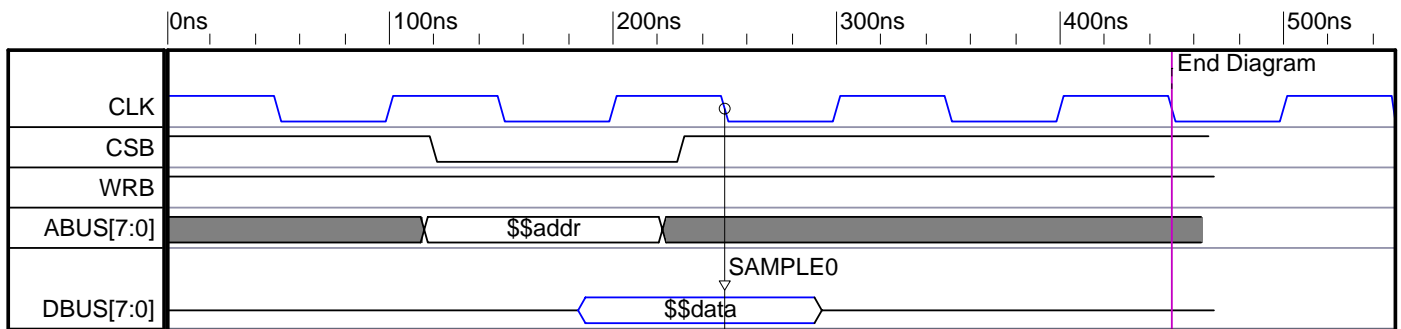 0ns 100ns 200ns 300ns 400ns 500ns
End Diagram
CLK
CSB
WRB
ABUS[7:0] $$addr
SAMPLE0
DBUS[7:0] $$data